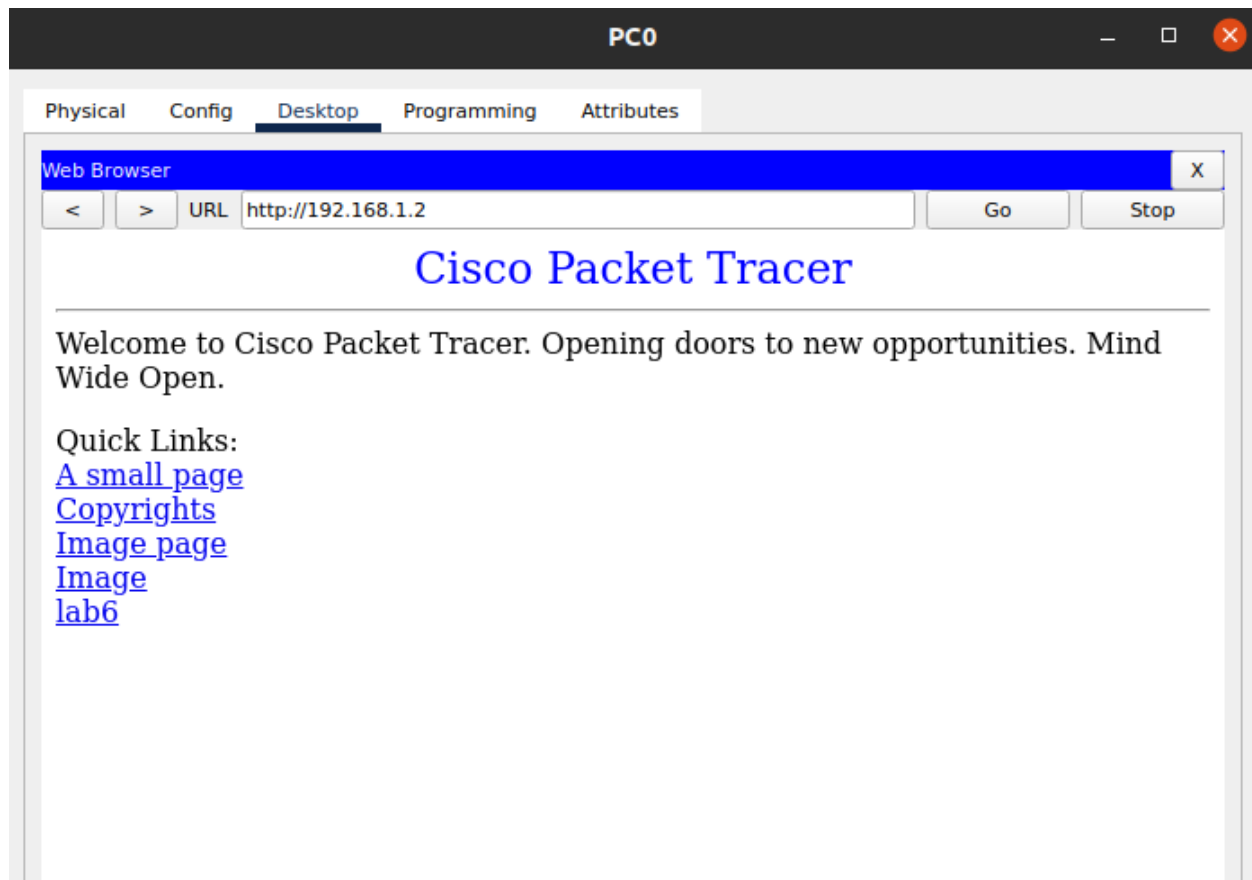 PC0
Physical Config Desktop Programming Attributes
Web Browser X
< > URL http://192.168.1.2 Go Stop
Cisco Packet Tracer
Welcome to Cisco Packet Tracer. Opening doors to new opportunities. Mind
Wide Open.
Quick Links:
A small page
Copyrights
Image page
Image
lab6